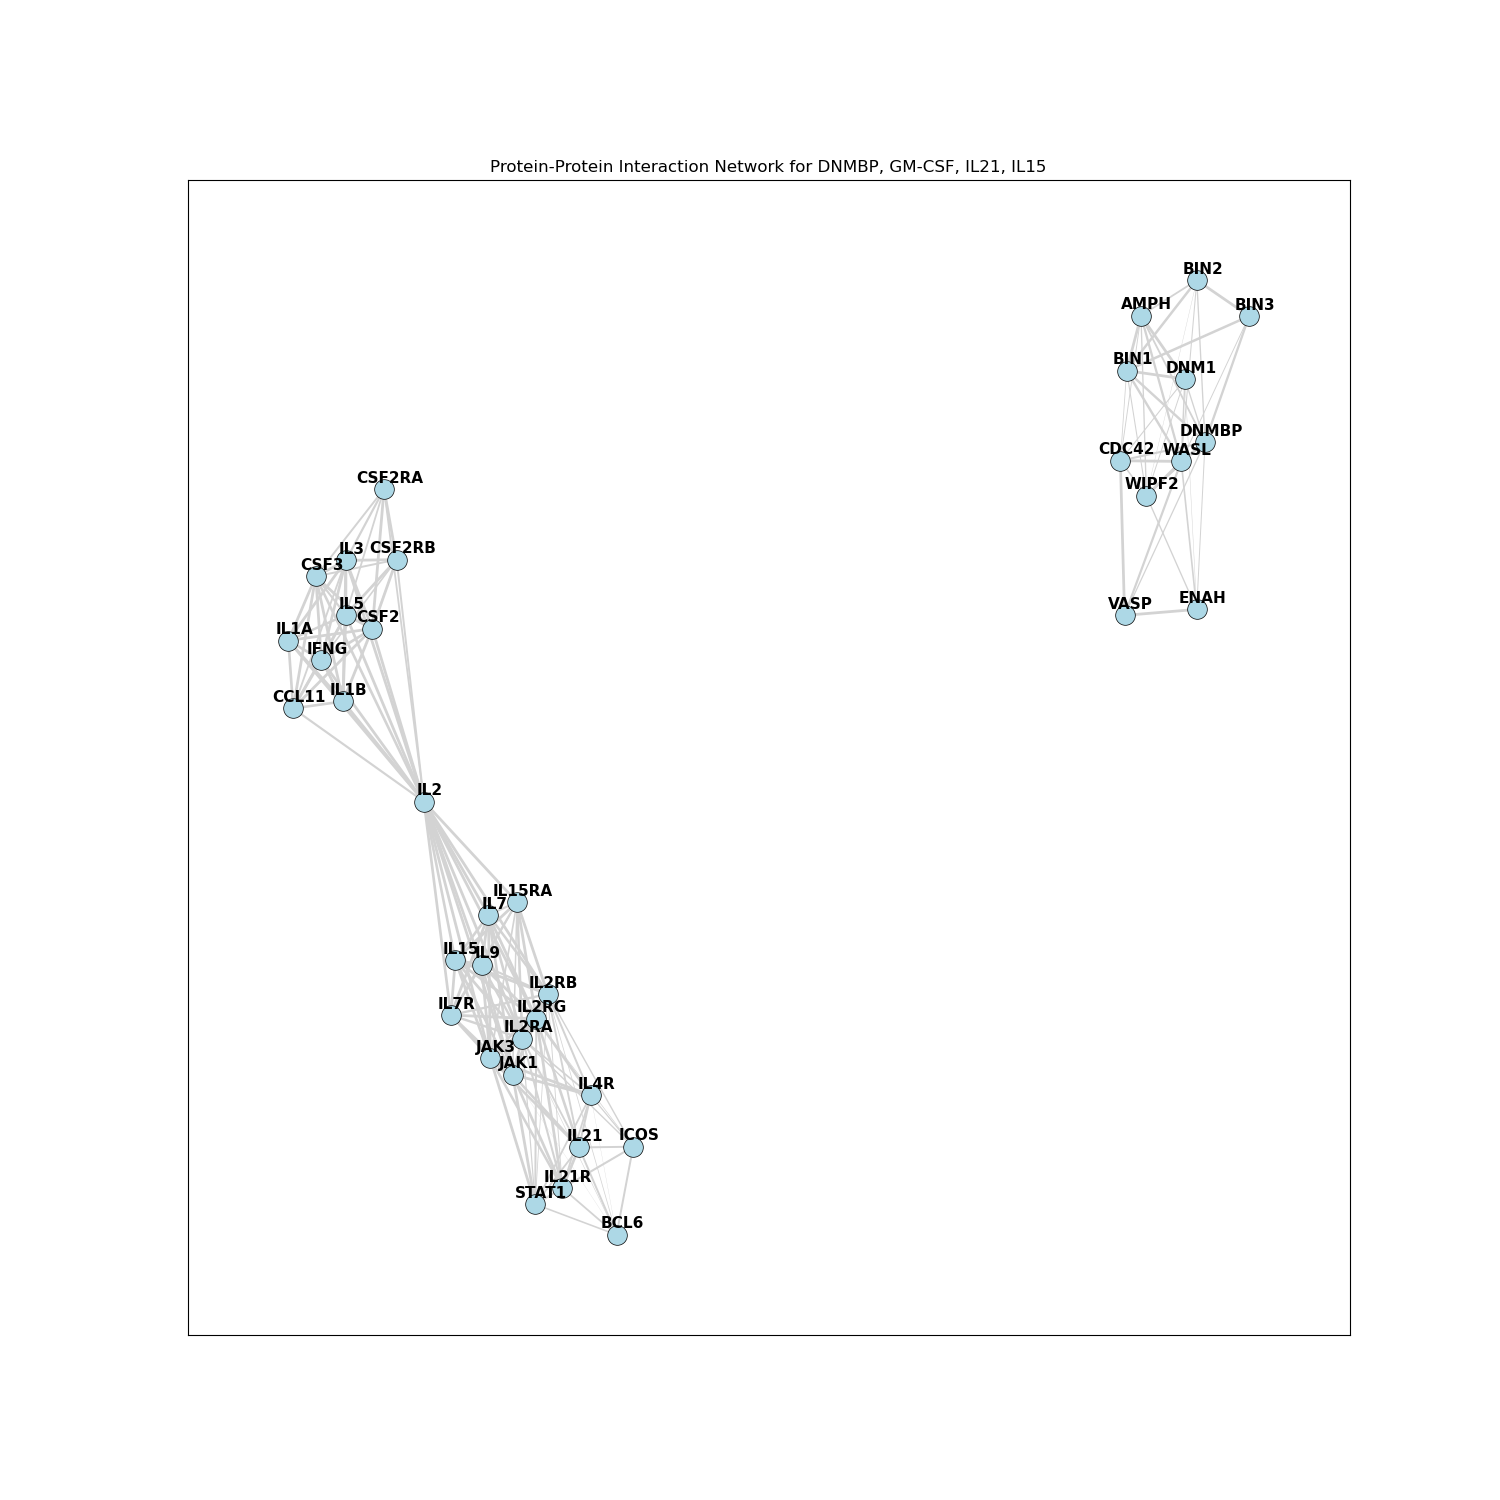 Protein-Protein Interaction Network for DNMBP, GM-CSF, IL21, IL15
BIN2
AMPH
BIN3
BIN1
DNM1
DNMBP
CDC42
WASL
WIPF2
VASP
ENAH
CSF2RA
IL3
CSF2RB
CSF3
IL5
CSF2
IL1A
IFNG
CCL11
IL1B
IL2
IL15RA
IL7
IL15
IL9
IL2RB
IL7R
IL2RG
IL2RA
JAK3
JAK1
IL4R
IL21
ICOS
IL21R
STAT1
BCL6